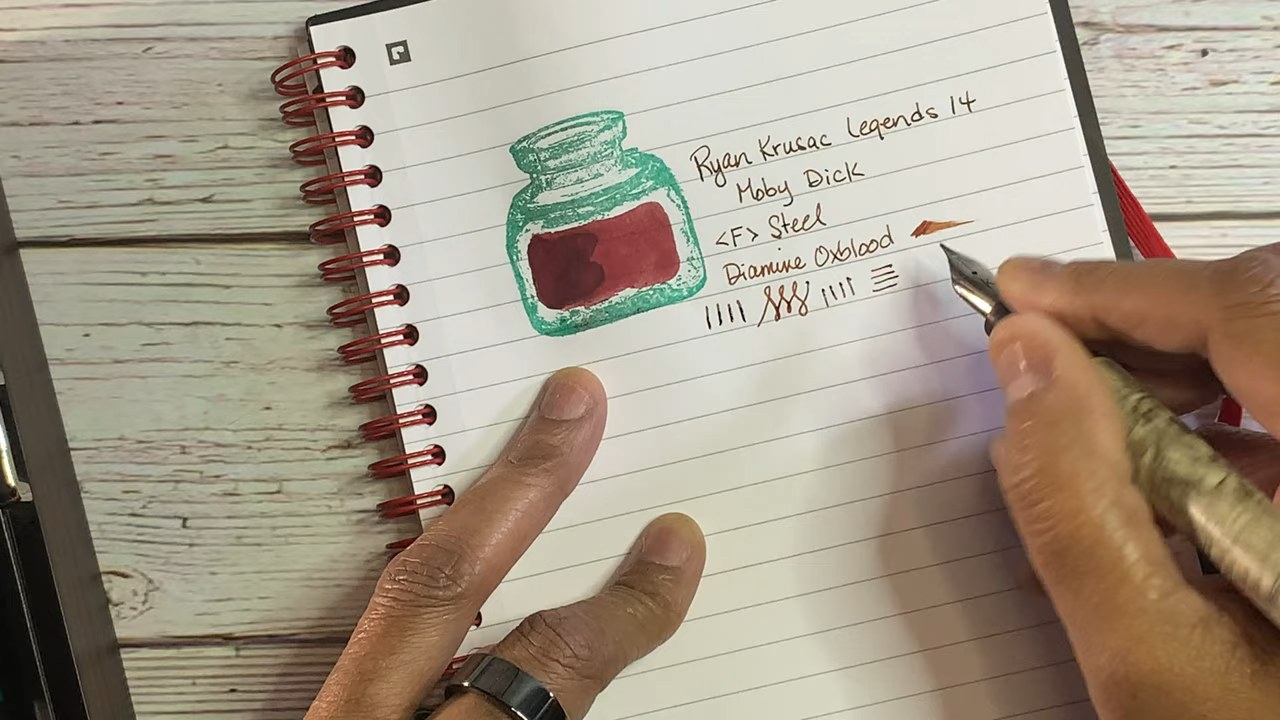 Ryan Krusac Legends 14
Moby Dick
<F> Steel
Diamine Oxblood